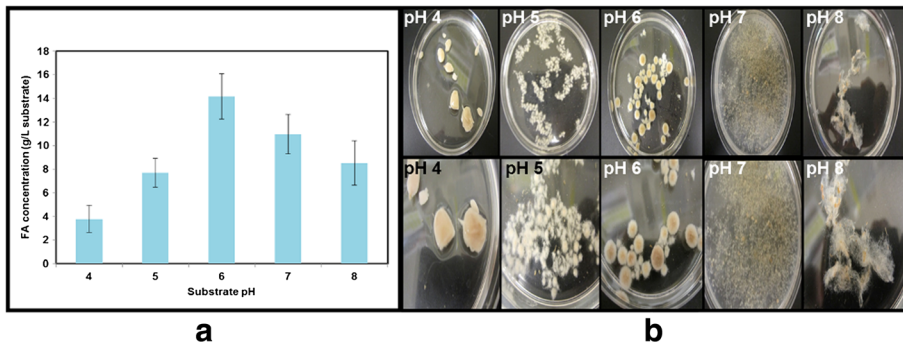 FA concentration (g/L substrate)
18
16
14
12
10
8
6
4
2
0
4 5 6 7 8
Substrate pH
a
pH 4 pH 5 pH 6 pH 7 pH 8
pH 4 pH 5 pH 6 pH 7 pH 8
b